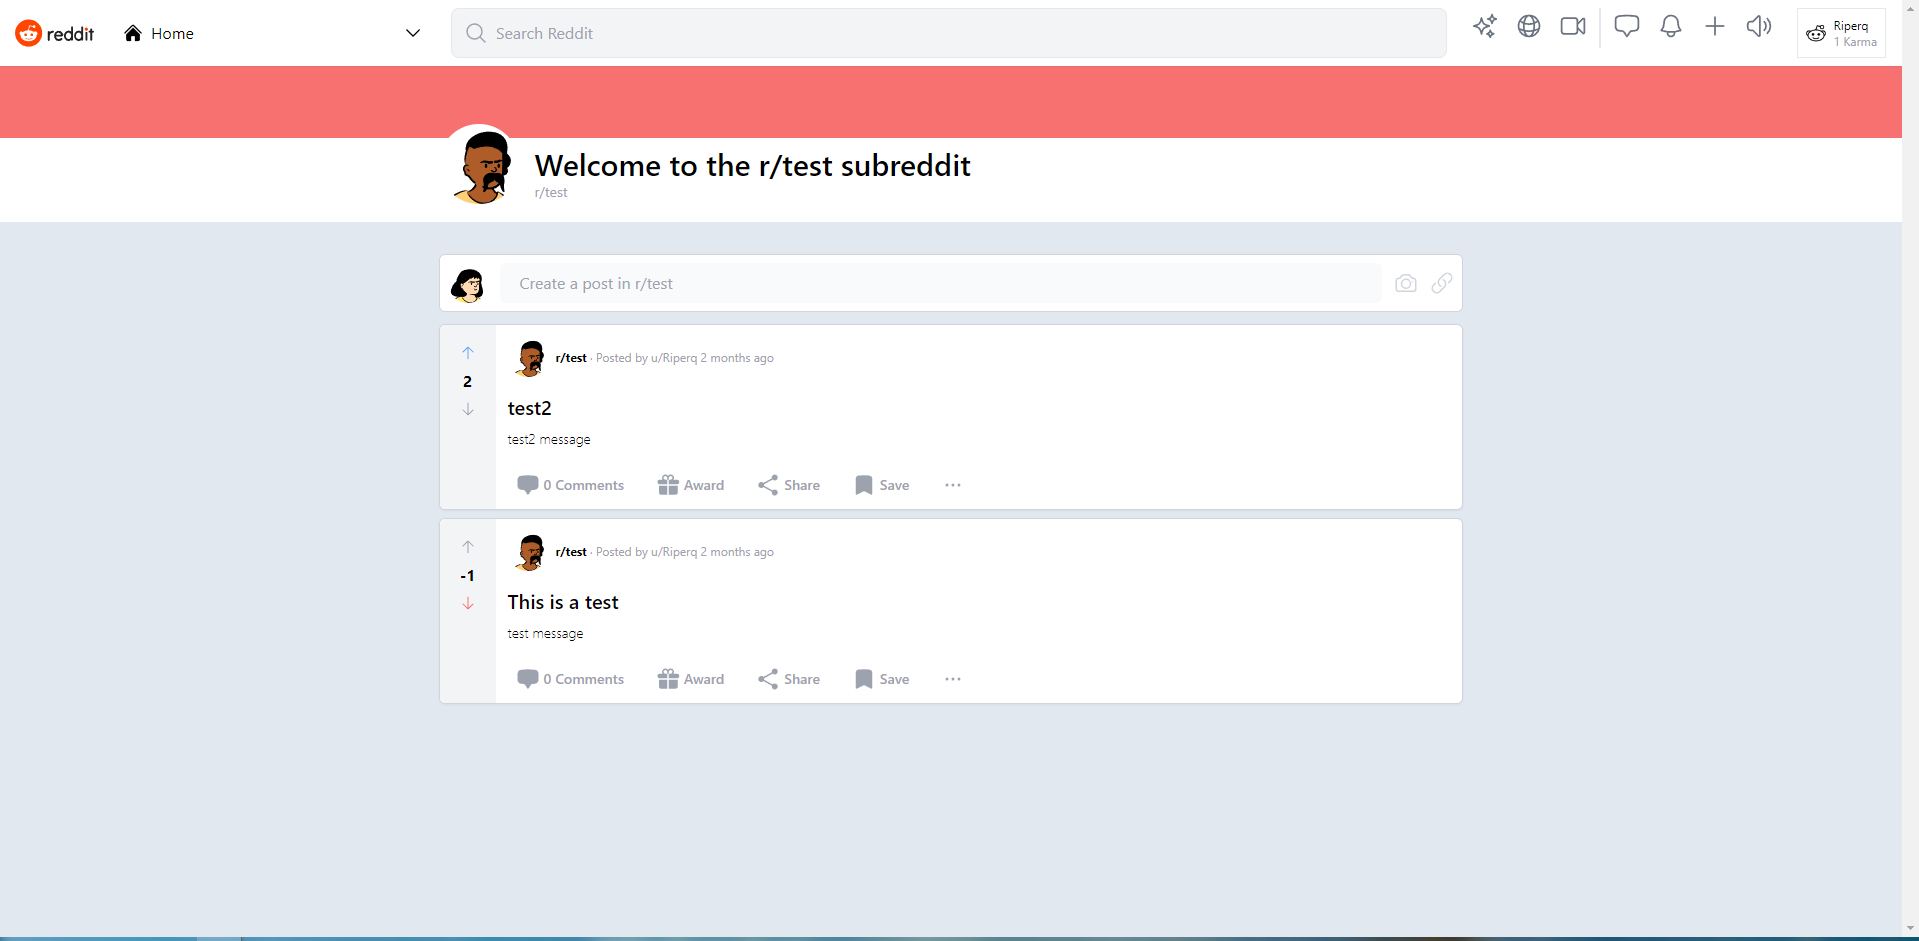 reddit
Home
Search Reddit
Riperq
1 Karma
Welcome to the r/test subreddit
r/test
Create a post in r/test
r/test · Posted by u/Riperq 2 months ago
2
test2
test2 message
0 Comments Award Share Save ...
r/test · Posted by u/Riperq 2 months ago
-1
This is a test
test message
0 Comments Award Share Save ...